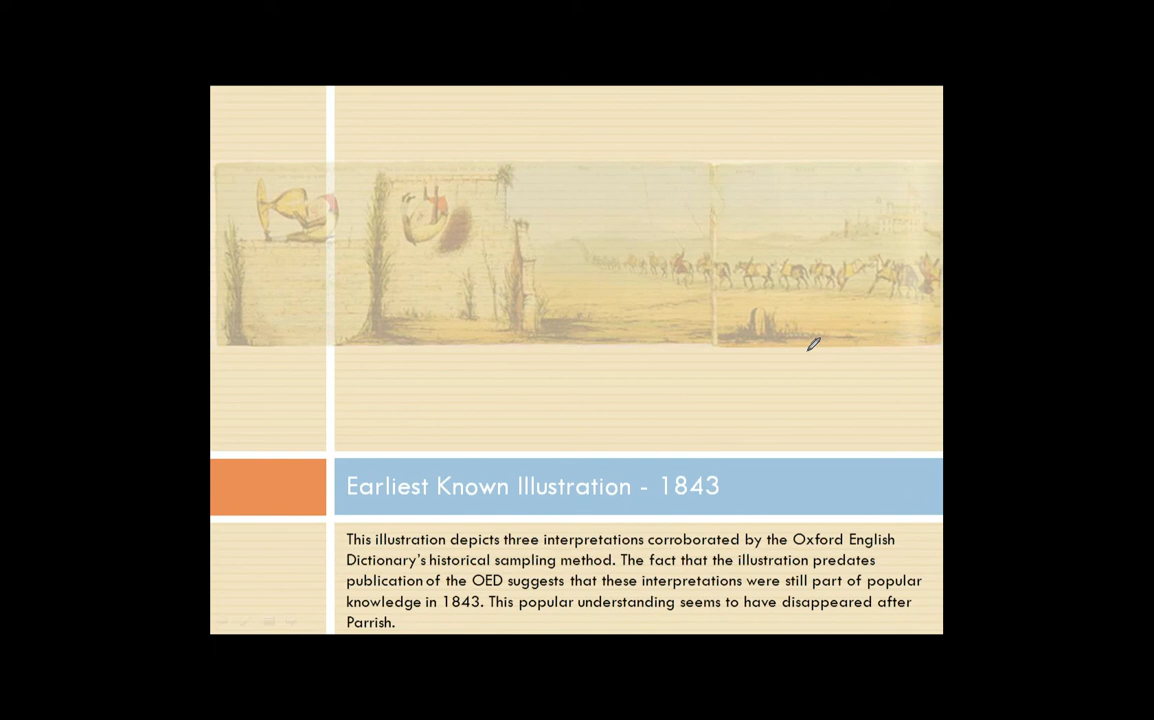 Earliest Known Illustration - 1843
This illustration depicts three interpretations corroborated by the Oxford English
Dictionary's historical sampling method. The fact that the illustration predates
publication of the OED suggests that these interpretations were still part of popular
knowledge in 1843. This popular understanding seems to have disappeared after
Parrish.